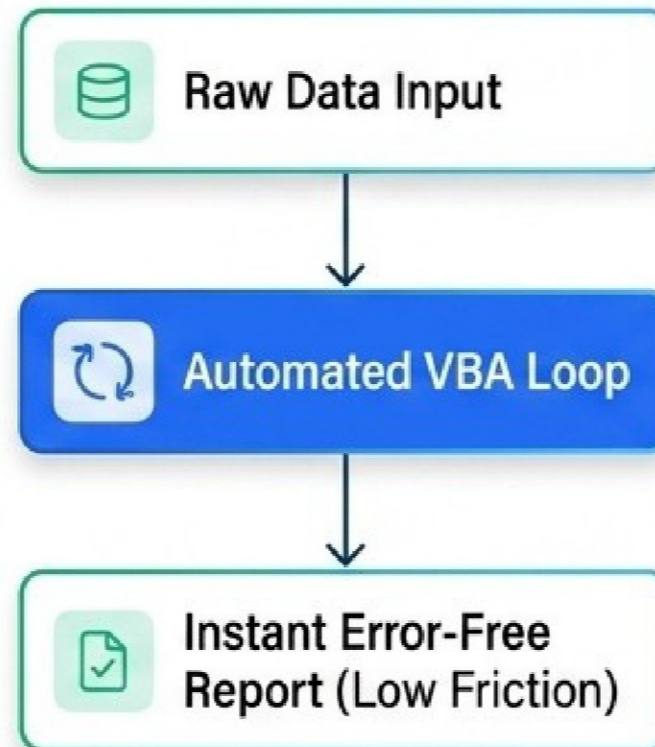 Raw Data Input
Automated VBA Loop
Instant Error-Free
Report (Low Friction)